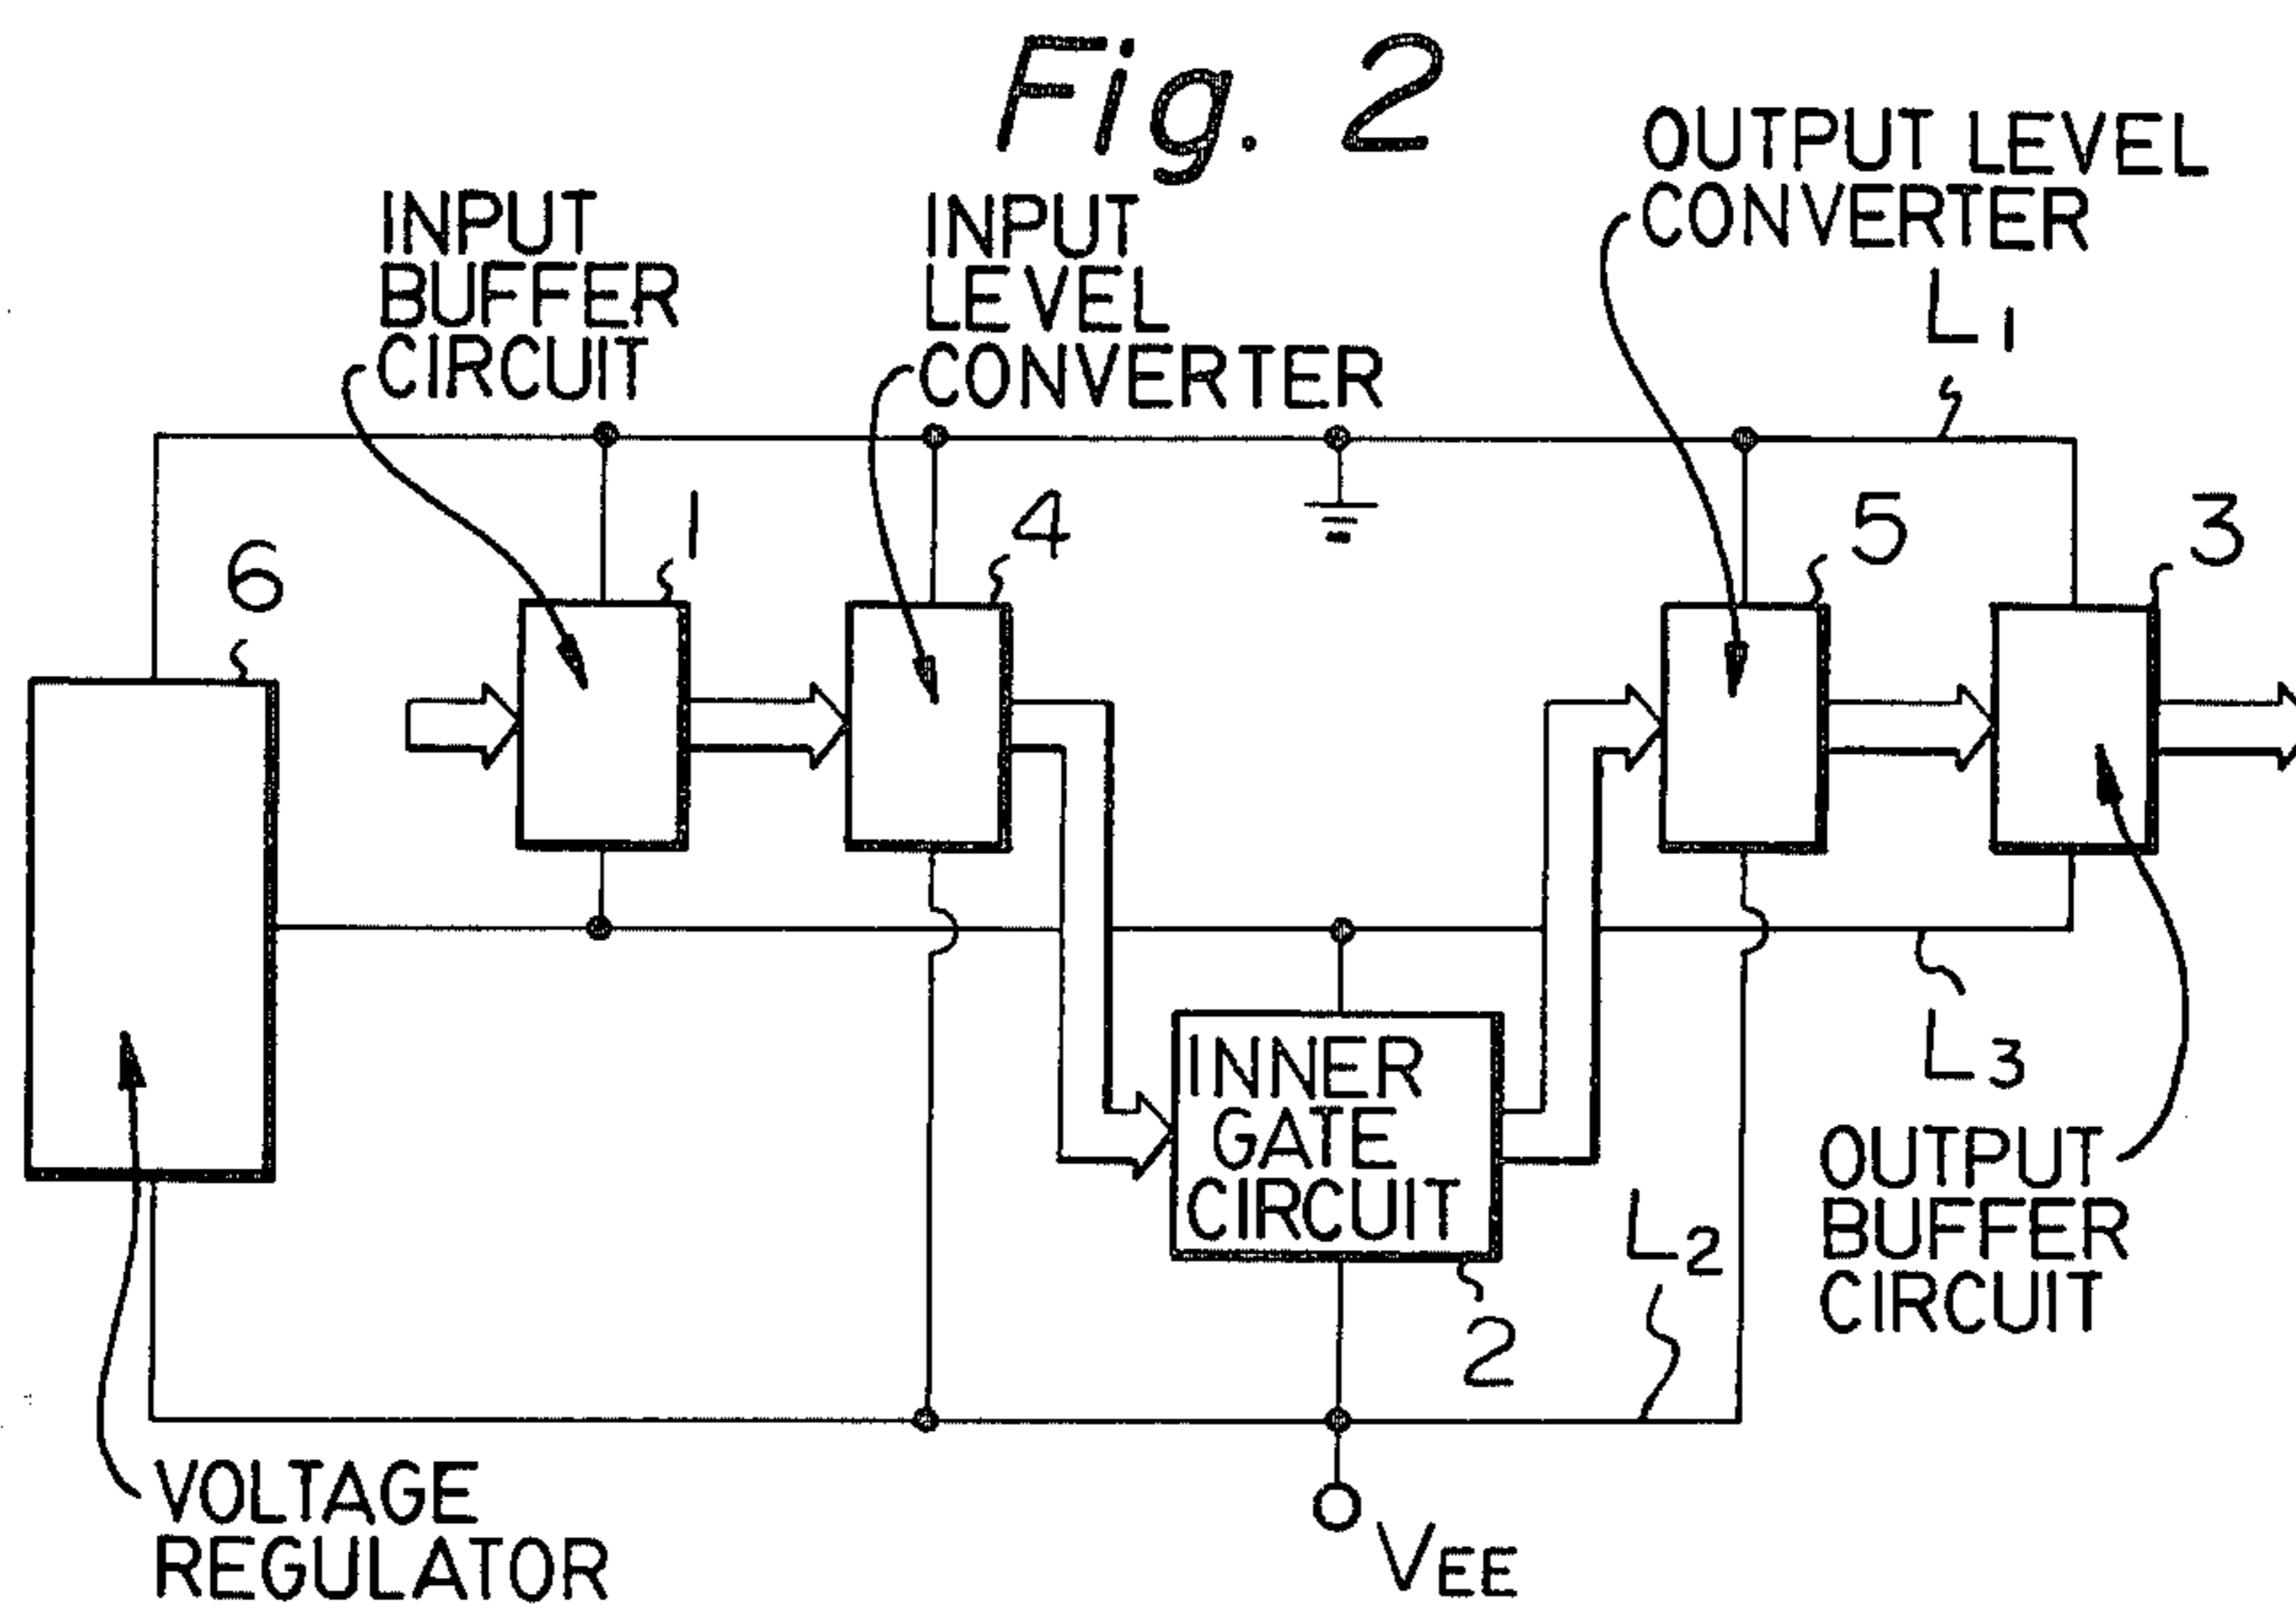 Fig. 2
OUTPUT LEVEL
CONVERTER
INPUT
BUFFER
CIRCUIT
INPUT
LEVEL
CONVERTER
L1
1
4
5
3
6
INNER
GATE
CIRCUIT
L3
OUTPUT
BUFFER
CIRCUIT
L2
2
VOLTAGE
REGULATOR
VEE